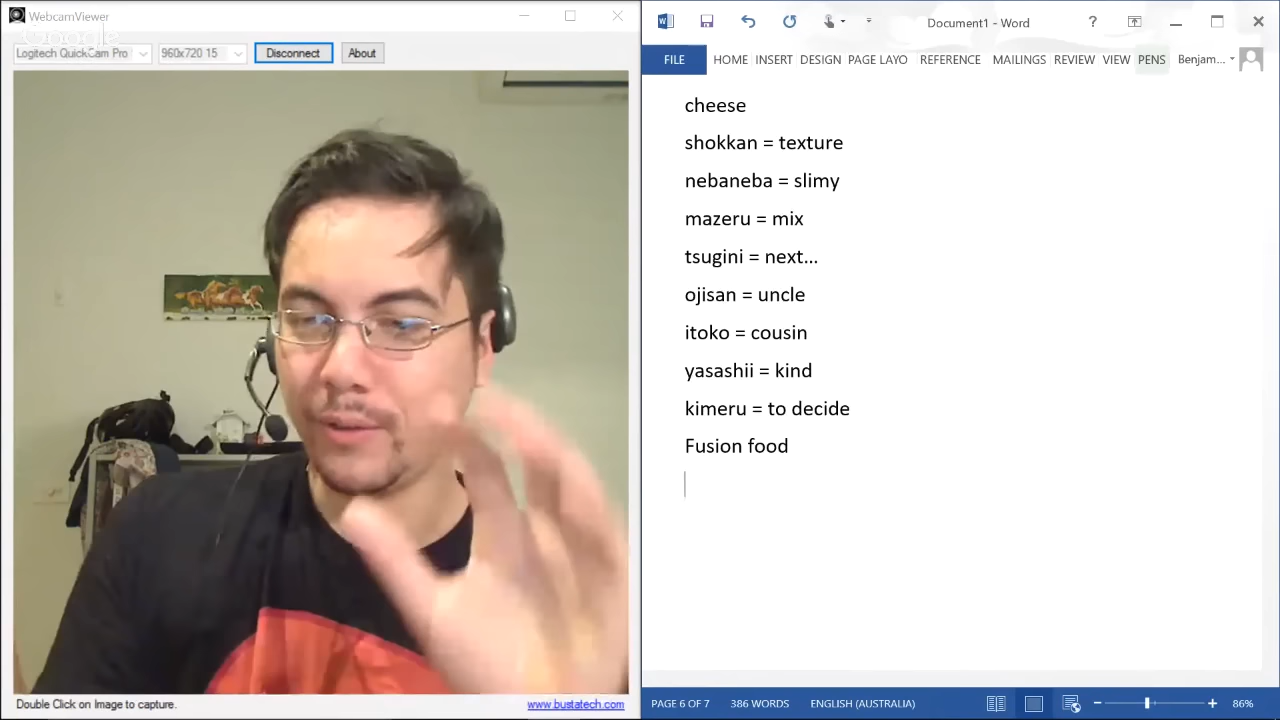 WebcamViewer
Google
Logitech QuickCam Pro
960x720 15
Disconnect
About
Double Click on Image to capture.
www.bustatech.com
Document1 - Word
?
FILE
HOME
INSERT
DESIGN
PAGE LAYO
REFERENCE
MAILINGS
REVIEW
VIEW
PENS
Benjam...
cheese
shokkan = texture
nebaneba = slimy
mazeru = mix
tsugini = next...
ojisan = uncle
itoko = cousin
yasashii = kind
kimeru = to decide
Fusion food
PAGE 6 OF 7
386 WORDS
ENGLISH (AUSTRALIA)
86%